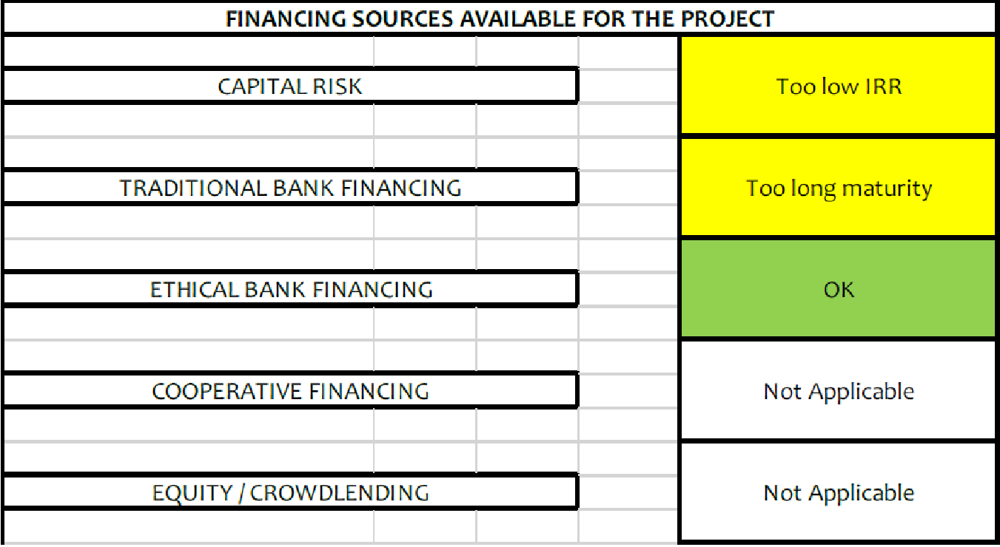 FINANCING SOURCES AVAILABLE FOR THE PROJECT
CAPITAL RISK
Too low IRR
TRADITIONAL BANK FINANCING
Too long maturity
ETHICAL BANK FINANCING
OK
COOPERATIVE FINANCING
Not Applicable
EQUITY / CROWDLENDING
Not Applicable